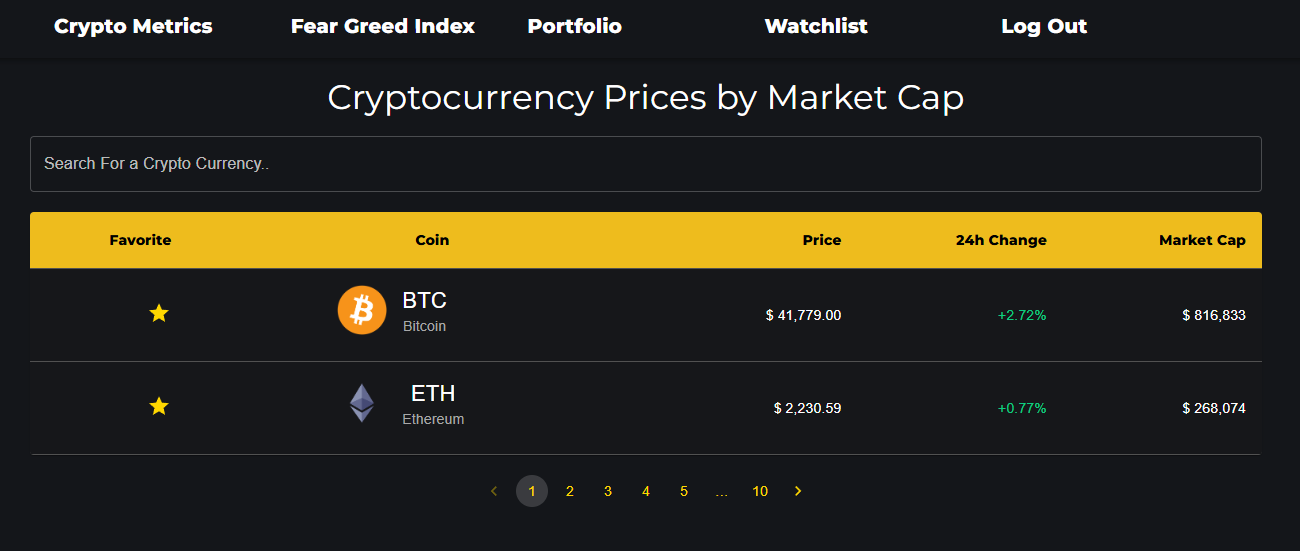 Crypto Metrics Fear Greed Index Portfolio Watchlist Log Out
Cryptocurrency Prices by Market Cap
Search For a Crypto Currency..
Favorite Coin Price 24h Change Market Cap
BTC
Bitcoin
$ 41,779.00 +2.72% $ 816,833
ETH
Ethereum
$ 2,230.59 +0.77% $ 268,074
1 2 3 4 5 ... 10